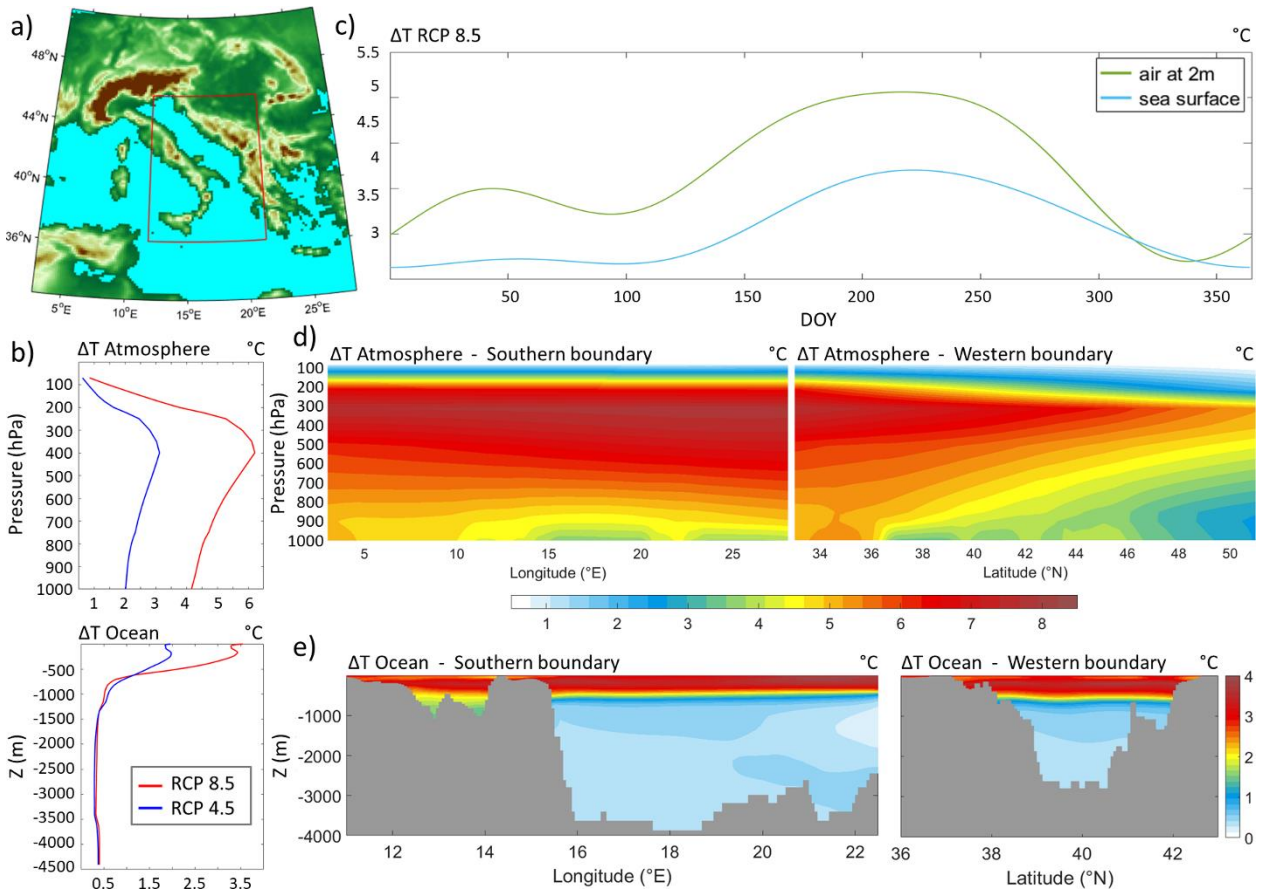 a)
48°N
44°N
40°N
36°N
5°E
10°E
15°E
20°E
25°E
c)
ΔT RCP 8.5
°C
5.5
5
4.5
4
3.5
3
air at 2m
sea surface
50
100
150
200
250
300
350
DOY
b)
ΔT Atmosphere
°C
Pressure (hPa)
100
200
300
400
500
600
700
800
900
1000
1
2
3
4
5
6
ΔT Ocean
°C
Z (m)
-500
-1000
-1500
-2000
-2500
-3000
-3500
-4000
-4500
RCP 8.5
RCP 4.5
0.5
1.5
2.5
3.5
d)
ΔT Atmosphere - Southern boundary
°C
Pressure (hPa)
100
200
300
400
500
600
700
800
900
1000
5
10
15
20
25
Longitude (°E)
ΔT Atmosphere - Western boundary
°C
34
36
38
40
42
44
46
48
50
Latitude (°N)
1
2
3
4
5
6
7
8
e)
ΔT Ocean - Southern boundary
°C
Z (m)
-1000
-2000
-3000
-4000
12
14
16
18
20
22
Longitude (°E)
ΔT Ocean - Western boundary
°C
36
38
40
42
Latitude (°N)
4
3
2
1
0